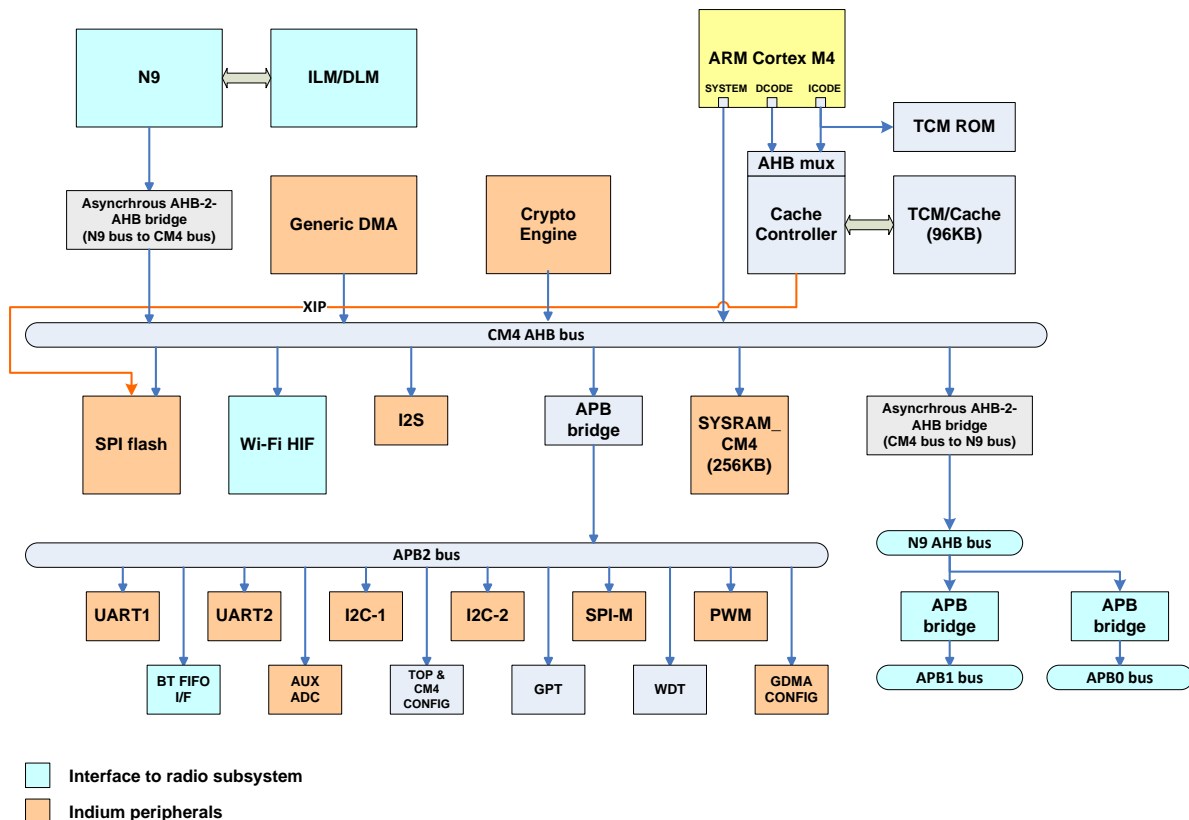 N9
ILM/DLM
ARM Cortex M4
SYSTEM
DCODE
ICODE
TCM ROM
AHB mux
Asyncrhrous AHB-2-
AHB bridge
(N9 bus to CM4 bus)
Generic DMA
Crypto
Engine
Cache
Controller
TCM/Cache
(96KB)
XIP
CM4 AHB bus
SPI flash
Wi-Fi HIF
I2S
APB
bridge
SYSRAM_
CM4
(256KB)
Asyncrhrous AHB-2-
AHB bridge
(CM4 bus to N9 bus)
N9 AHB bus
APB2 bus
UART1
UART2
I2C-1
I2C-2
SPI-M
PWM
APB
bridge
APB
bridge
BT FIFO
I/F
AUX
ADC
TOP &
CM4
CONFIG
GPT
WDT
GDMA
CONFIG
APB1 bus
APB0 bus
Interface to radio subsystem
Indium peripherals